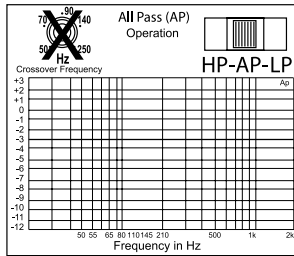 .90
70 140
50 250
Hz
Crossover Frequency
All Pass (AP)
Operation
HP-AP-LP
Ap
+3
+2
+1
0
-1
-2
-3
-4
-5
-6
-7
-8
-9
-10
-11
-12
50 55 65 80 110 145 210 500 1k 2k
Frequency in Hz